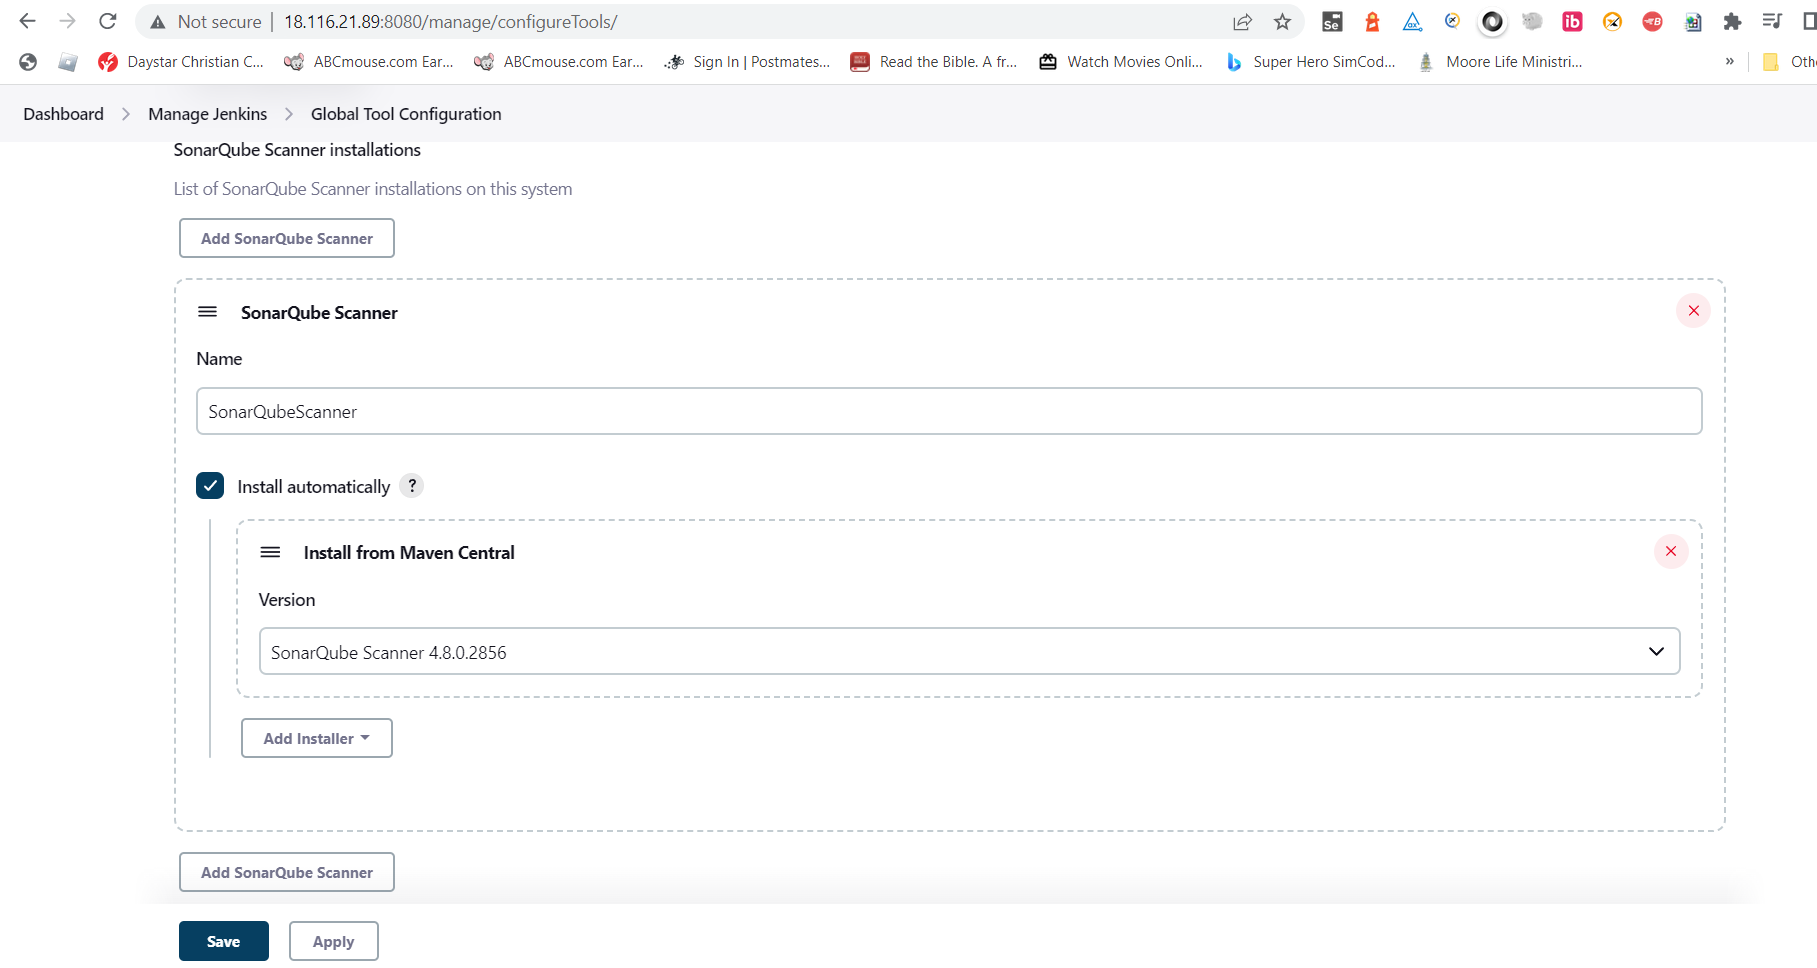 Not secure | 18.116.21.89:8080/manage/configureTools/
Se ax ib B
Daystar Christian C... ABCmouse.com Ear... ABCmouse.com Ear... Sign In | Postmates... Read the Bible. A fr... Watch Movies Onli... Super Hero SimCod... Moore Life Ministri... » Oth
Dashboard > Manage Jenkins > Global Tool Configuration
SonarQube Scanner installations
List of SonarQube Scanner installations on this system
Add SonarQube Scanner
SonarQube Scanner
Name
SonarQubeScanner
Install automatically ?
Install from Maven Central
Version
SonarQube Scanner 4.8.0.2856
Add Installer
Add SonarQube Scanner
Save Apply